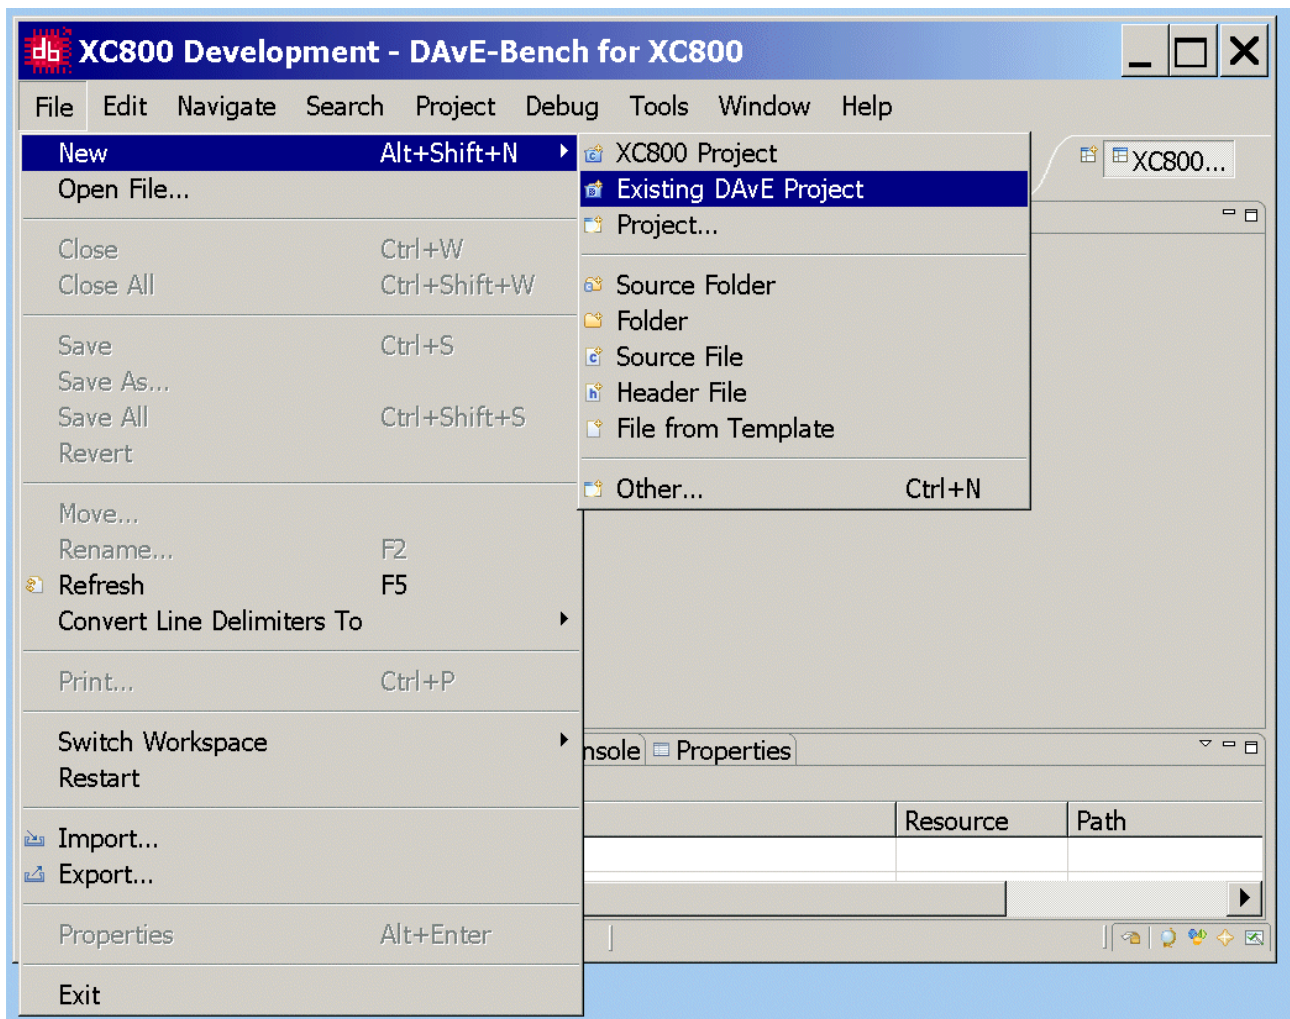 db XC800 Development - DAvE-Bench for XC800
File Edit Navigate Search Project Debug Tools Window Help
New Alt+Shift+N
Open File...
Close Ctrl+W
Close All Ctrl+Shift+W
Save Ctrl+S
Save As...
Save All Ctrl+Shift+S
Revert
Move...
Rename... F2
Refresh F5
Convert Line Delimiters To
Print... Ctrl+P
Switch Workspace
Restart
Import...
Export...
Properties Alt+Enter
Exit
XC800 Project
Existing DAvE Project
Project...
Source Folder
Folder
Source File
Header File
File from Template
Other... Ctrl+N
XC800...
nsole Properties
Resource Path